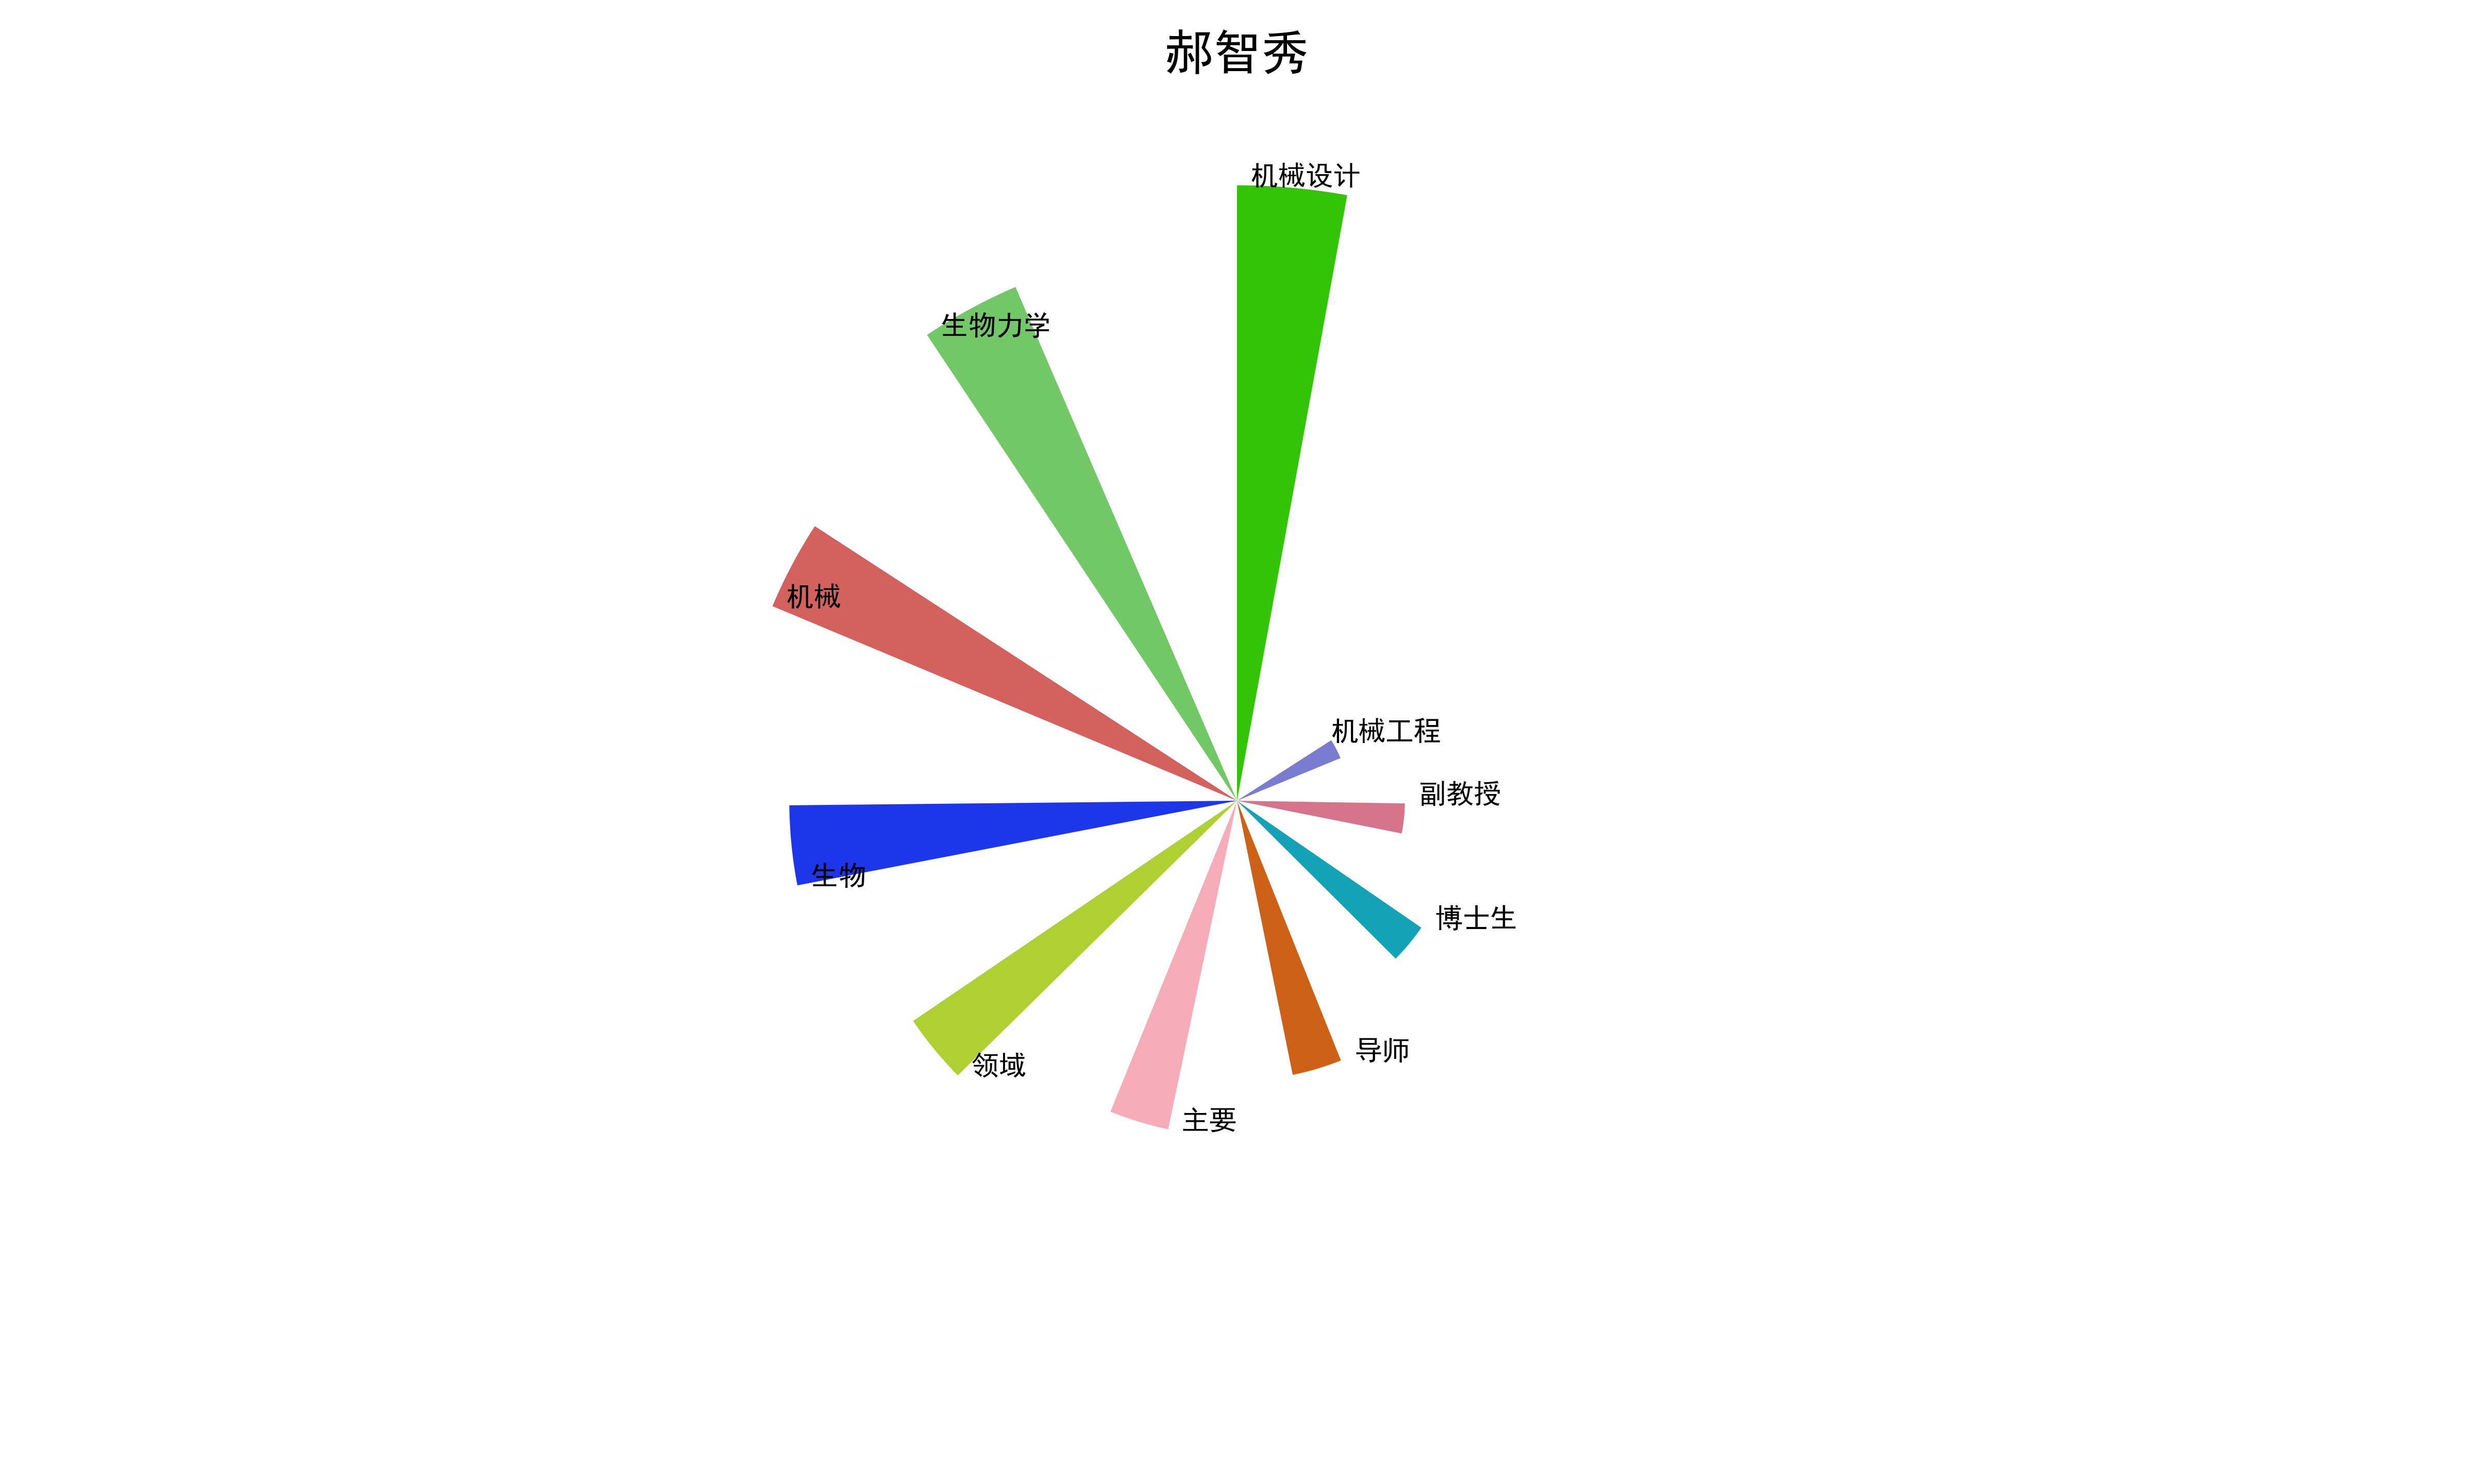 郝智秀
机械设计
生物力学
机械
机械工程
副教授
生物
博士生
导师
领域
主要